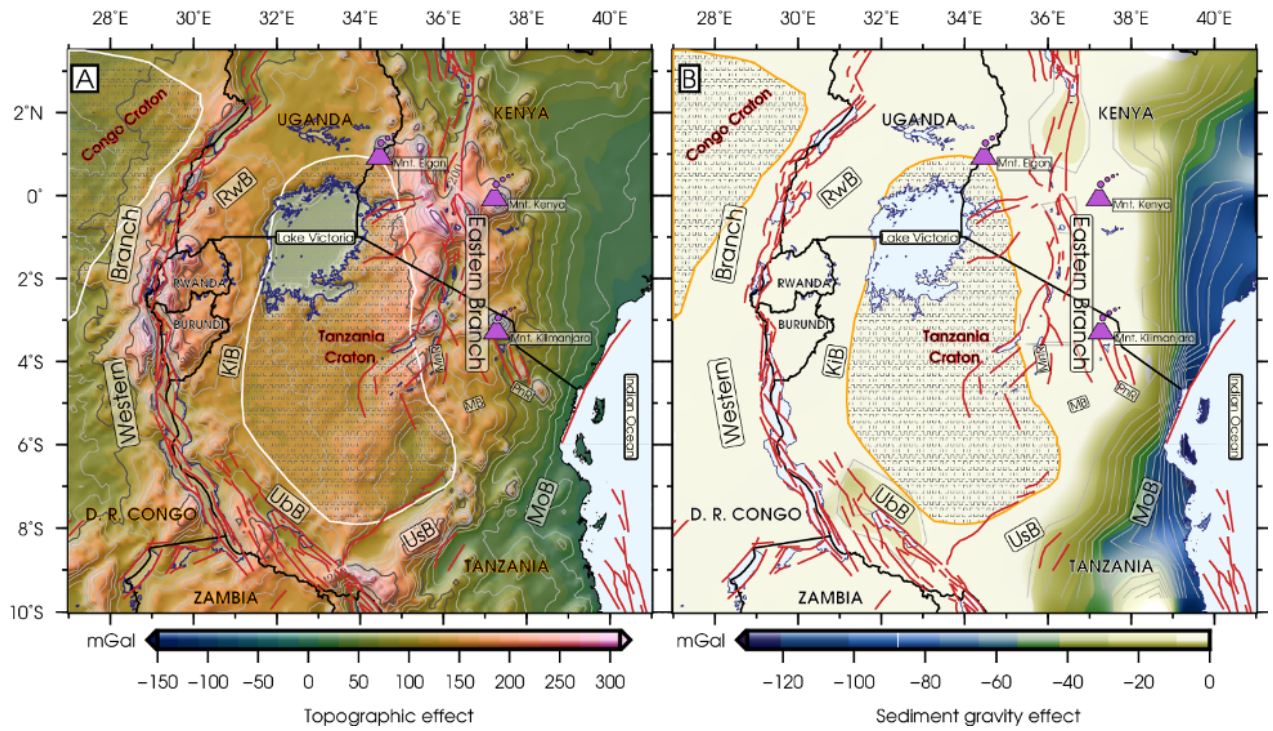 28°E 30°E 32°E 34°E 36°E 38°E 40°E
28°E 30°E 32°E 34°E 36°E 38°E 40°E
A
Congo Craton
UGANDA
KENYA
2°N
Mnt. Elgon
RwB
0°
Mnt. Kenya
Branch
Lake Victoria
Eastern Branch
2°S
RWANDA
BURUNDI
Tanzania
Craton
Mnt. Kilimanjaro
4°S
KiB
Western
IMB
PnR
Indian Ocean
6°S
UbB
MoB
D. R. CONGO
UsB
8°S
TANZANIA
ZAMBIA
10°S
mGal
−150 −100 −50 0 50 100 150 200 250 300
Topographic effect
B
Congo Craton
UGANDA
KENYA
Mnt. Elgon
RwB
Mnt. Kenya
Branch
Lake Victoria
Eastern Branch
RWANDA
BURUNDI
Tanzania
Craton
Mnt. Kilimanjaro
KiB
Western
IMB
PnR
Indian Ocean
UbB
MoB
D. R. CONGO
UsB
TANZANIA
ZAMBIA
mGal
−120 −100 −80 −60 −40 −20 0
Sediment gravity effect